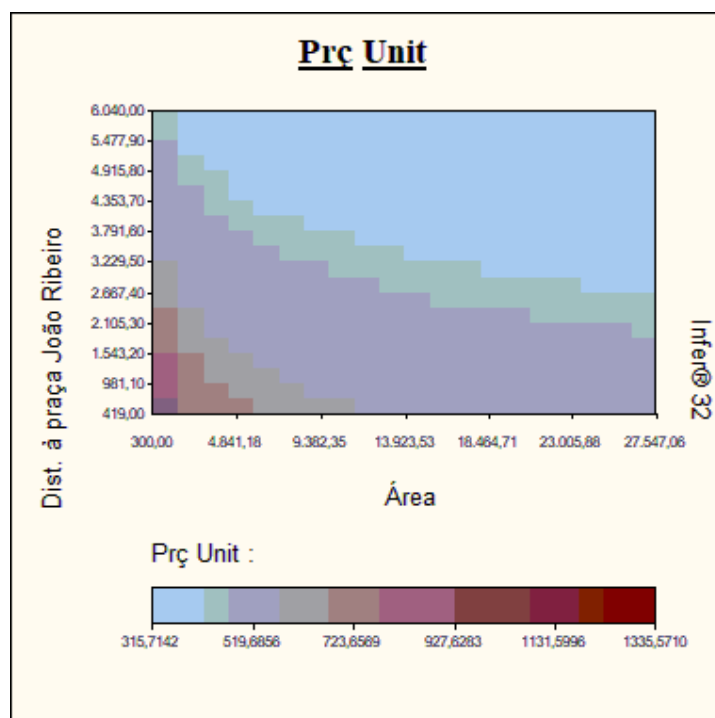 Prç Unit
6.040,00
5.477,90
4.915,80
4.353,70
3.791,60
3.229,50
2.667,40
2.105,30
1.543,20
981,10
419,00
Dist. à praça João Ribeiro
Infer® 32
300,00 4.841,18 9.382,35 13.923,53 18.464,71 23.005,88 27.547,06
Área
Prç Unit :
315,7142 519,6856 723,6569 927,6283 1131,5996 1335,5710